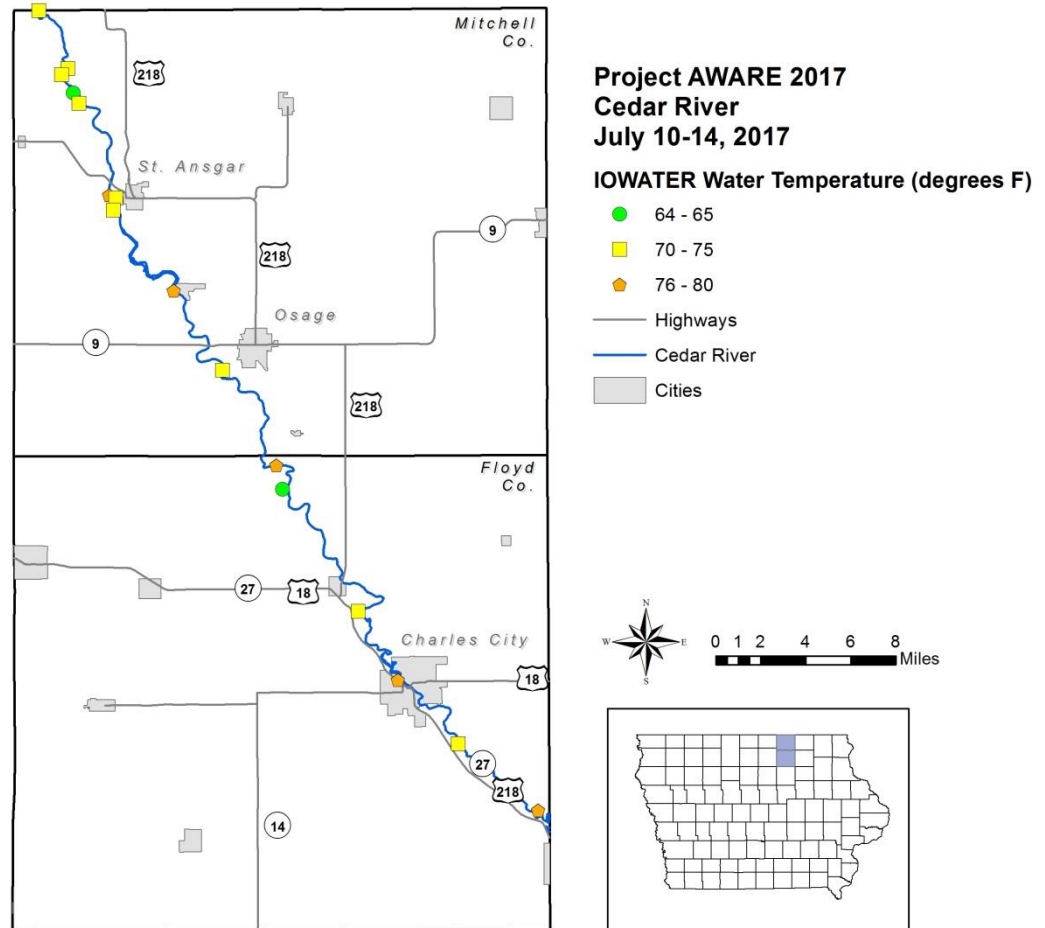 Mitchell
Co.
218
St. Ansgar
9
218
Osage
9
218
Floyd
Co.
27
18
Charles City
18
27
218
14
Project AWARE 2017
Cedar River
July 10-14, 2017
IOWATER Water Temperature (degrees F)
64 - 65
70 - 75
76 - 80
Highways
Cedar River
Cities
N
W E
S
0 1 2 4 6 8
Miles